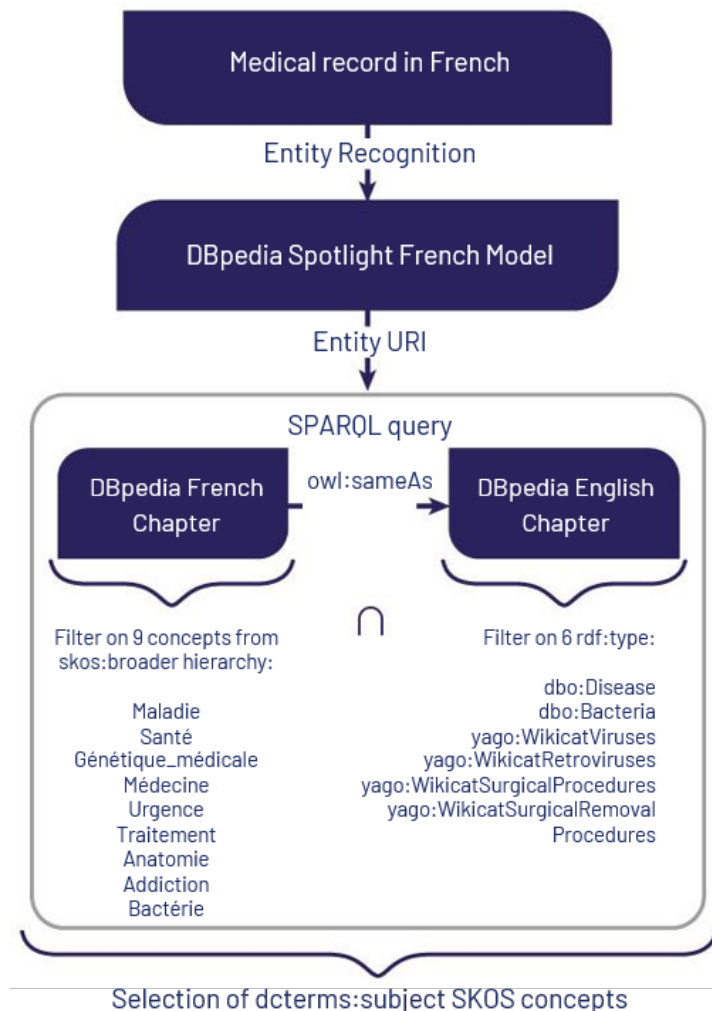 Medical record in French
Entity Recognition
DBpedia Spotlight French Model
Entity URI
SPARQL query
DBpedia French
Chapter
owl:sameAs
DBpedia English
Chapter
∩
Filter on 9 concepts from
skos:broader hierarchy:
Maladie
Santé
Génétique_médicale
Médecine
Urgence
Traitement
Anatomie
Addiction
Bactérie
Filter on 6 rdf:type:
dbo:Disease
dbo:Bacteria
yago:WikicatViruses
yago:WikicatRetroviruses
yago:WikicatSurgicalProcedures
yago:WikicatSurgicalRemoval
Procedures
Selection of dcterms:subject SKOS concepts